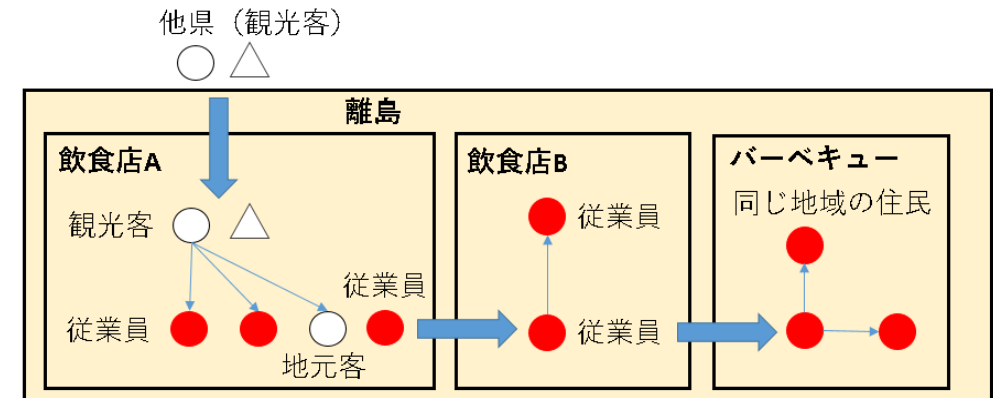 他県（観光客）
離島
飲食店A
観光客
従業員
従業員
地元客
飲食店B
従業員
従業員
バーベキュー
同じ地域の住民